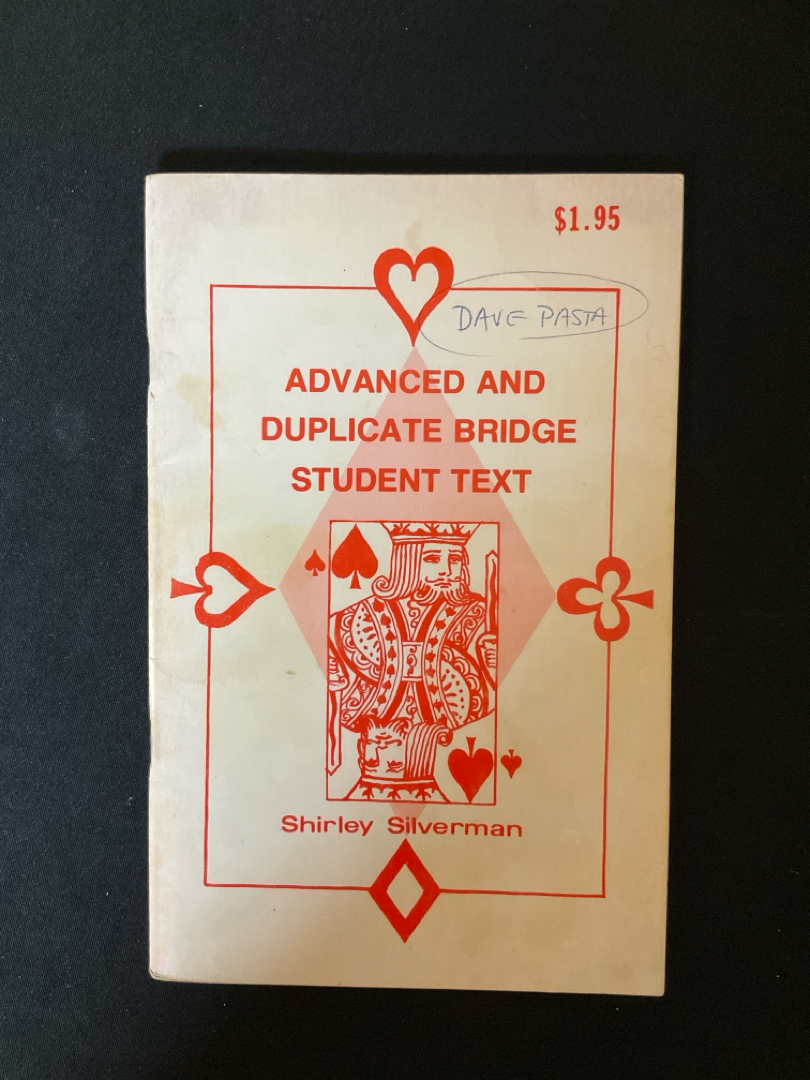 $1.95
DAVE PASTA
ADVANCED AND
DUPLICATE BRIDGE
STUDENT TEXT
Shirley Silverman